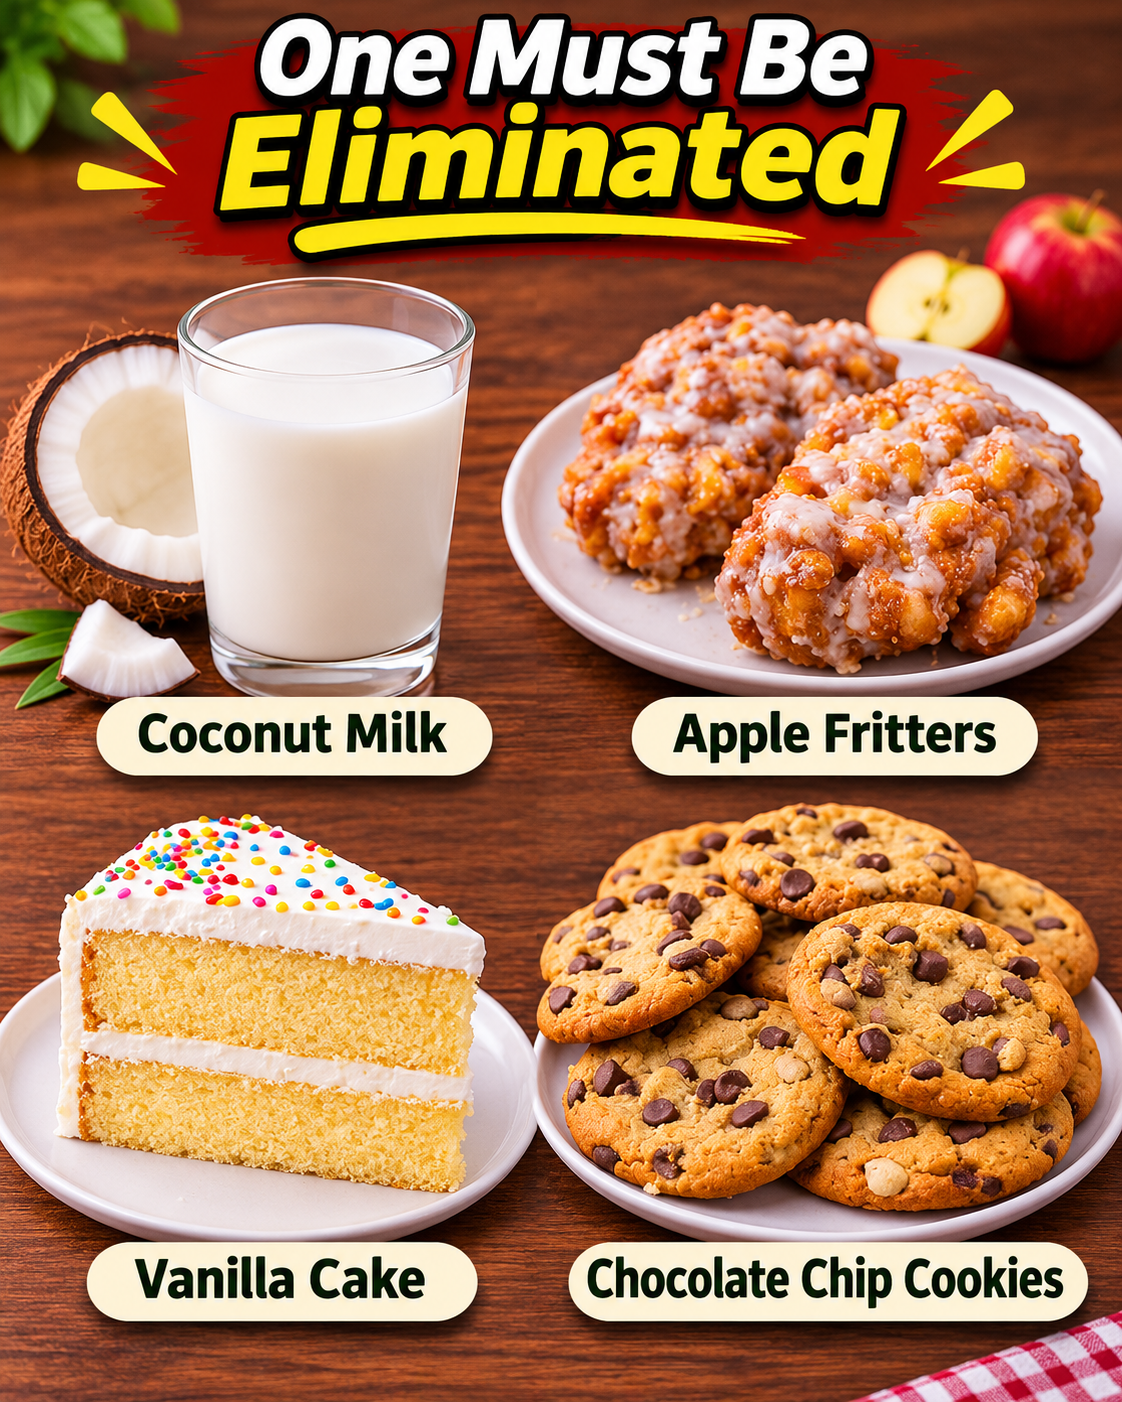 One Must Be
Eliminated
Coconut Milk
Apple Fritters
Vanilla Cake
Chocolate Chip Cookies